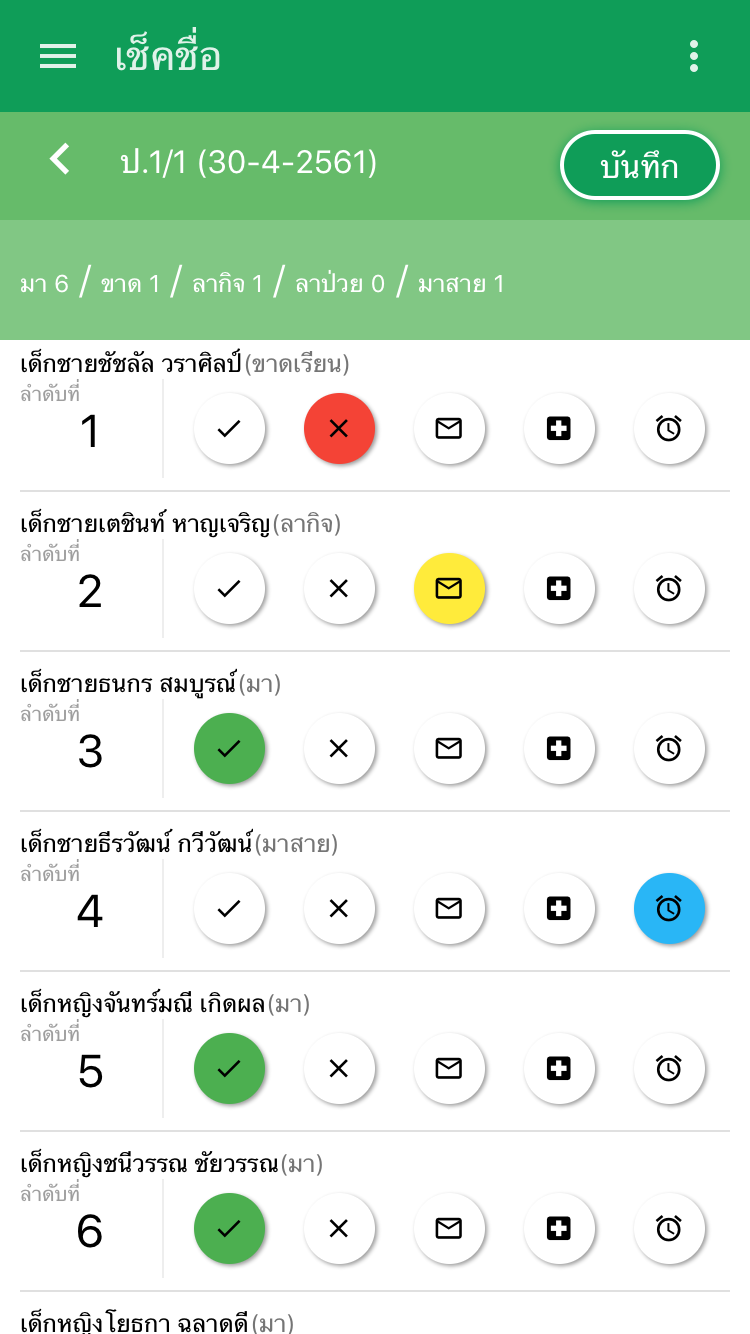 เช็คชื่อ
ป.1/1 (30-4-2561)
บันทึก
มา 6 / ขาด 1 / ลากิจ 1 / ลาป่วย 0 / มาสาย 1
เด็กชายชัชลัล วราศิลป์(ขาดเรียน)
ลำดับที่
1
เด็กชายเตชินท์ หาญเจริญ(ลากิจ)
ลำดับที่
2
เด็กชายธนกร สมบูรณ์(มา)
ลำดับที่
3
เด็กชายธีรวัฒน์ กวีวัฒน์(มาสาย)
ลำดับที่
4
เด็กหญิงจันทร์มณี เกิดผล(มา)
ลำดับที่
5
เด็กหญิงชนีวรรณ ชัยวรรณ(มา)
ลำดับที่
6
เด็กหญิงโยธกา ฉลาดดี(มา)